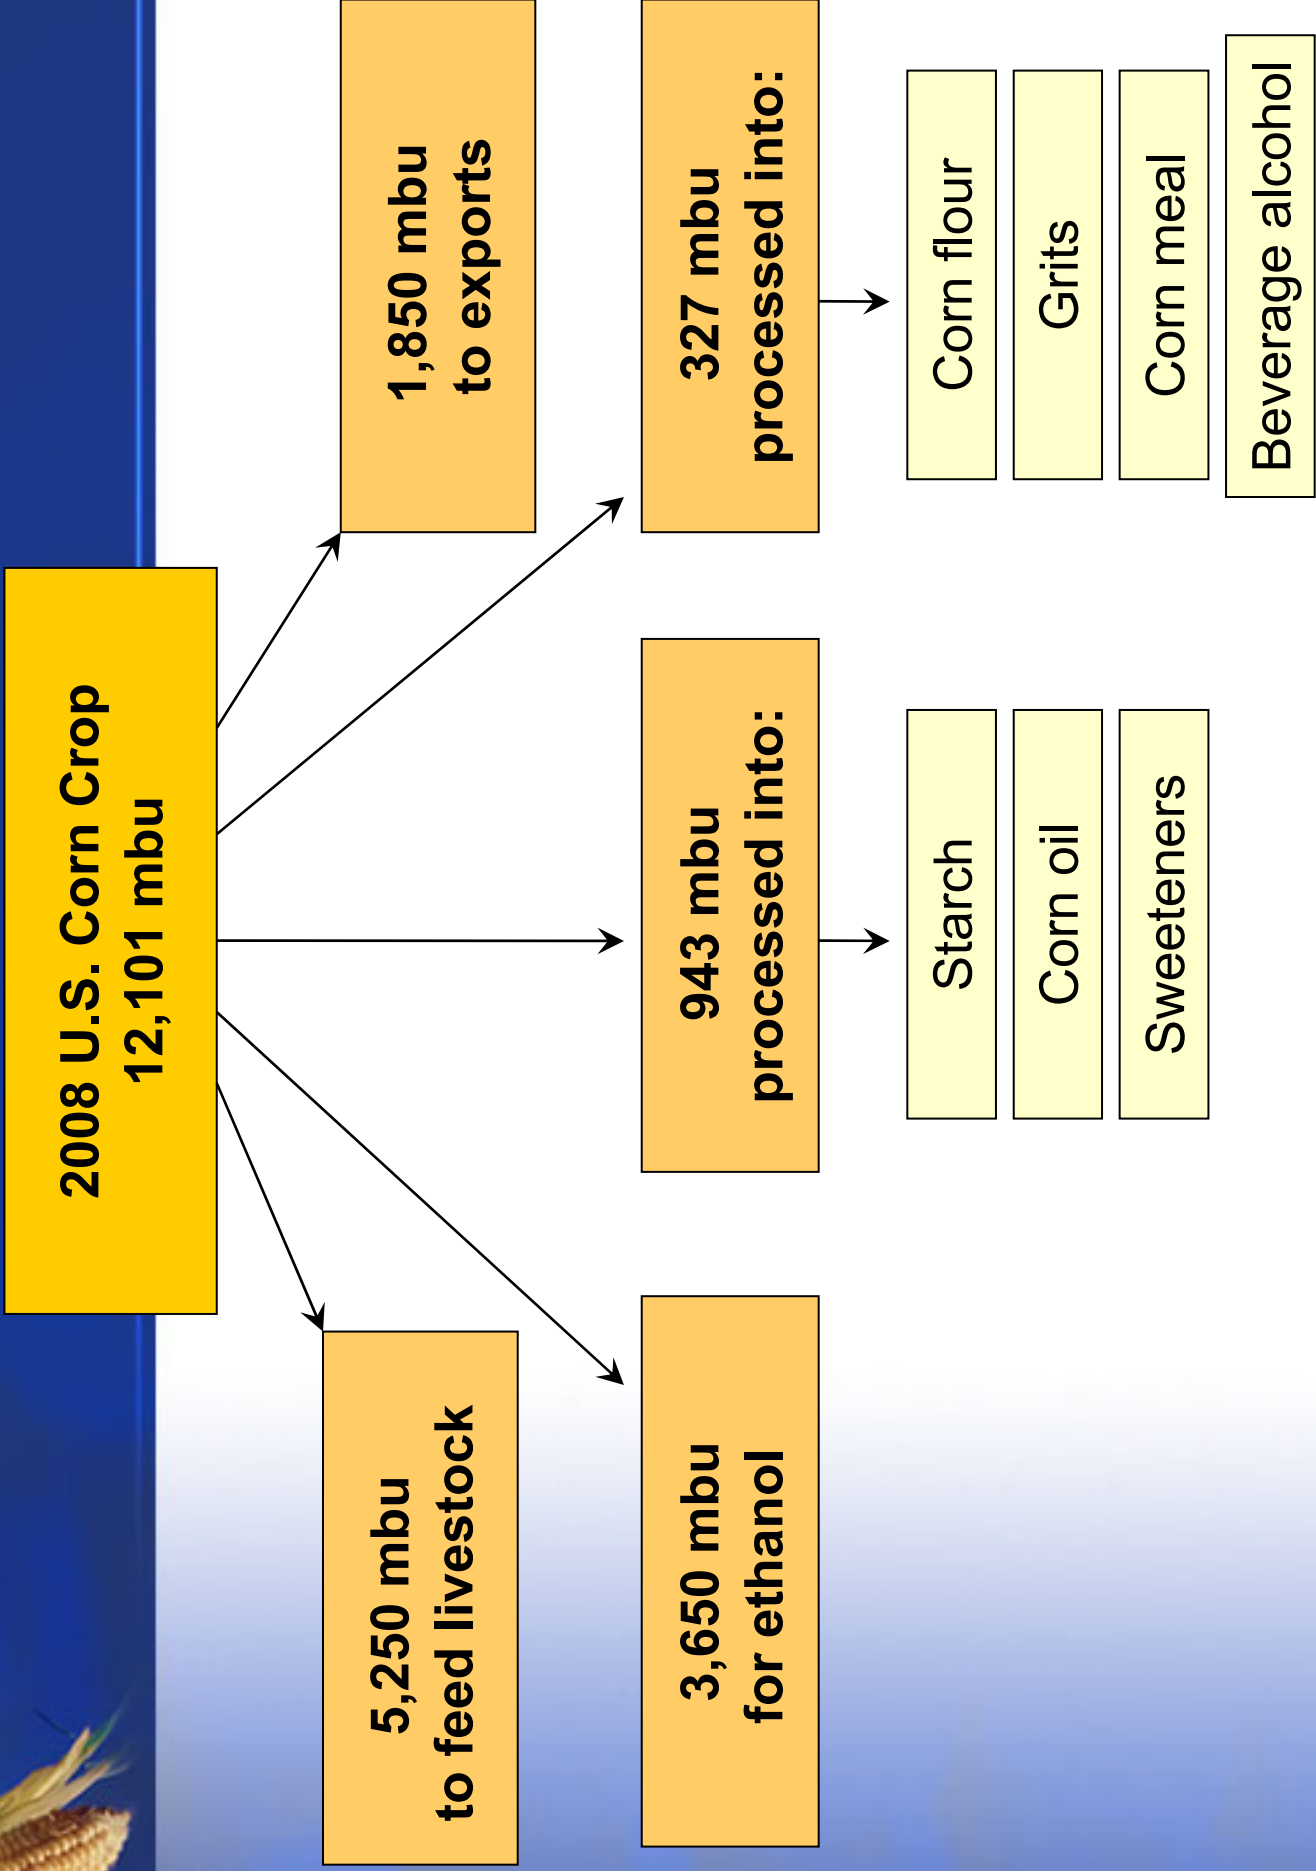 2008 U.S. Corn Crop
12,101 mbu
5,250 mbu
to feed livestock
1,850 mbu
to exports
3,650 mbu
for ethanol
943 mbu
processed into:
Starch
Corn oil
Sweeteners
327 mbu
processed into:
Corn flour
Grits
Corn meal
Beverage alcohol